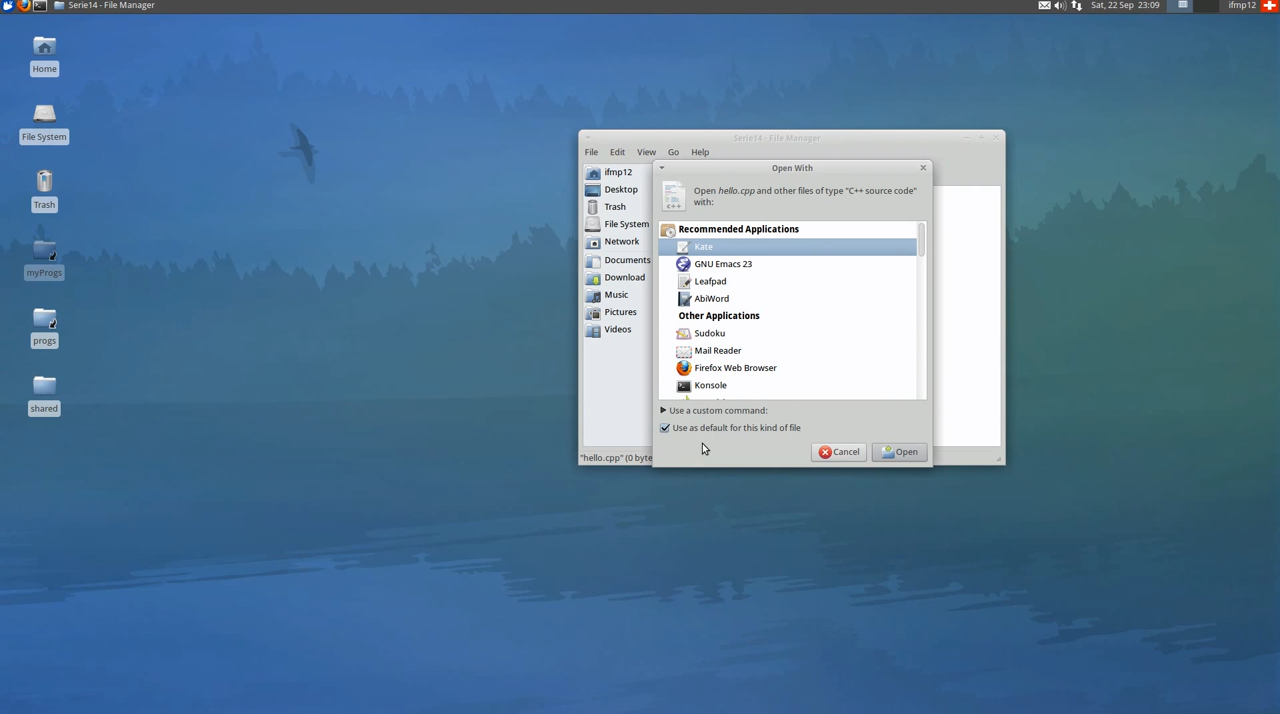 Serie14 - File Manager
Sat, 22 Sep 23:09
ifmp12
Home
File System
Trash
myProgs
progs
shared
Serie14 - File Manager
File Edit View Go Help
ifmp12
Desktop
Trash
File System
Network
Documents
Download
Music
Pictures
Videos
"hello.cpp" (0 byte
Open With
C++
Open hello.cpp and other files of type "C++ source code"
with:
Recommended Applications
Kate
GNU Emacs 23
Leafpad
AbiWord
Other Applications
Sudoku
Mail Reader
Firefox Web Browser
Konsole
Use a custom command:
Use as default for this kind of file
Cancel
Open